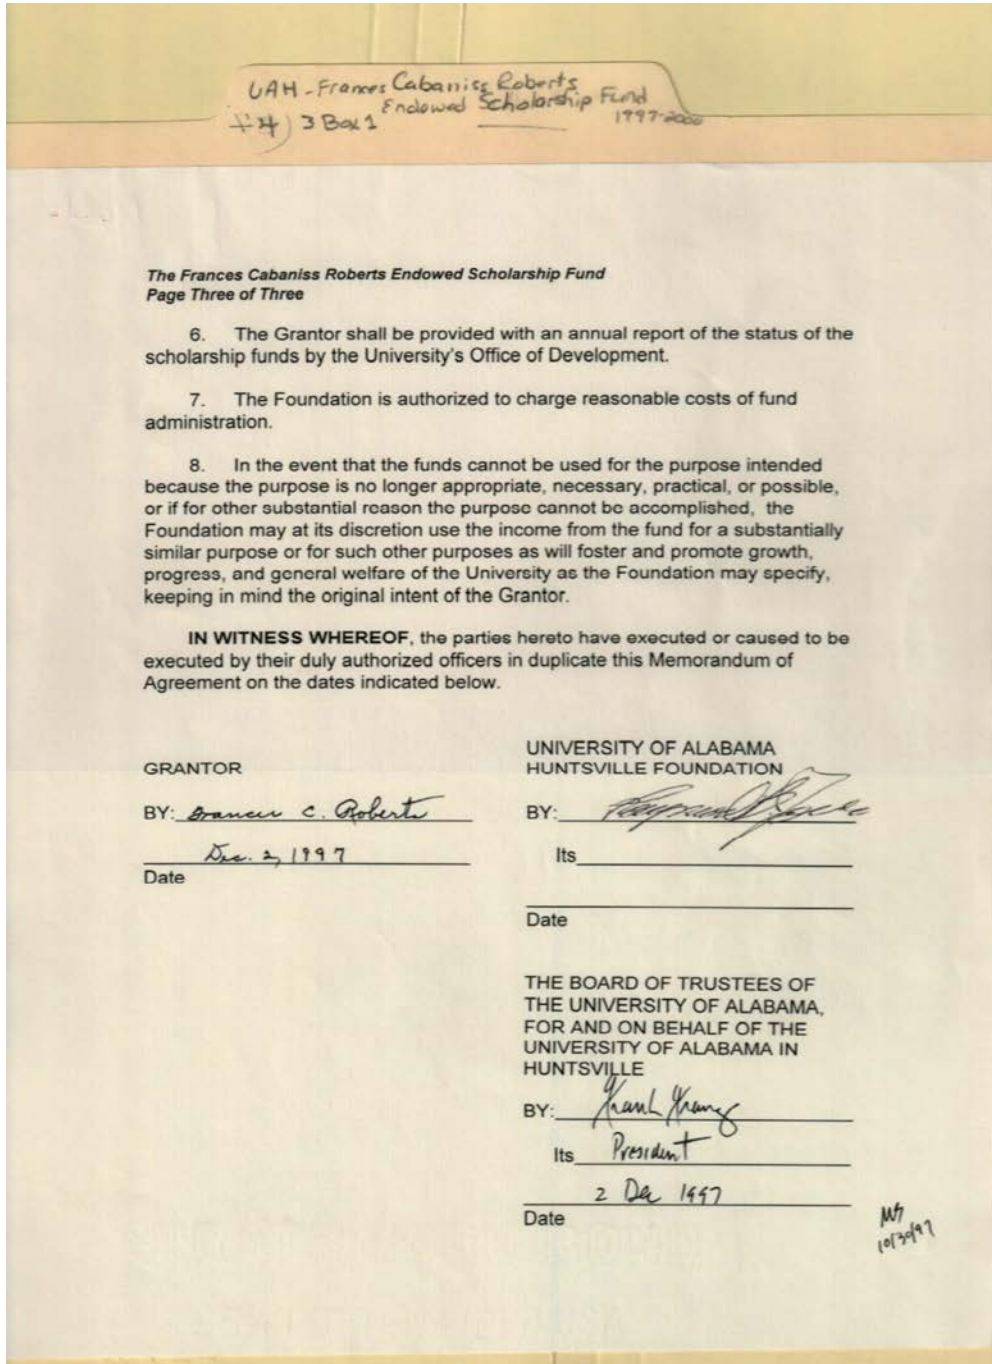 UAH - Frances Cabaniss Roberts
Endowed Scholarship Fund
3 Box 1 1997-2000
The Frances Cabaniss Roberts Endowed Scholarship Fund
Page Three of Three
6. The Grantor shall be provided with an annual report of the status of the
scholarship funds by the University's Office of Development.
7. The Foundation is authorized to charge reasonable costs of fund
administration.
8. In the event that the funds cannot be used for the purpose intended
because the purpose is no longer appropriate, necessary, practical, or possible,
or if for other substantial reason the purpose cannot be accomplished, the
Foundation may at its discretion use the income from the fund for a substantially
similar purpose or for such other purposes as will foster and promote growth,
progress, and general welfare of the University as the Foundation may specify,
keeping in mind the original intent of the Grantor.
IN WITNESS WHEREOF, the parties hereto have executed or caused to be
executed by their duly authorized officers in duplicate this Memorandum of
Agreement on the dates indicated below.
GRANTOR
BY: Frances C. Roberts
Dec. 2, 1997
Date
UNIVERSITY OF ALABAMA
HUNTSVILLE FOUNDATION
BY:
Its
Date
THE BOARD OF TRUSTEES OF
THE UNIVERSITY OF ALABAMA,
FOR AND ON BEHALF OF THE
UNIVERSITY OF ALABAMA IN
HUNTSVILLE
BY: Frank Franz
Its President
2 Dec 1997
Date
10/30/97